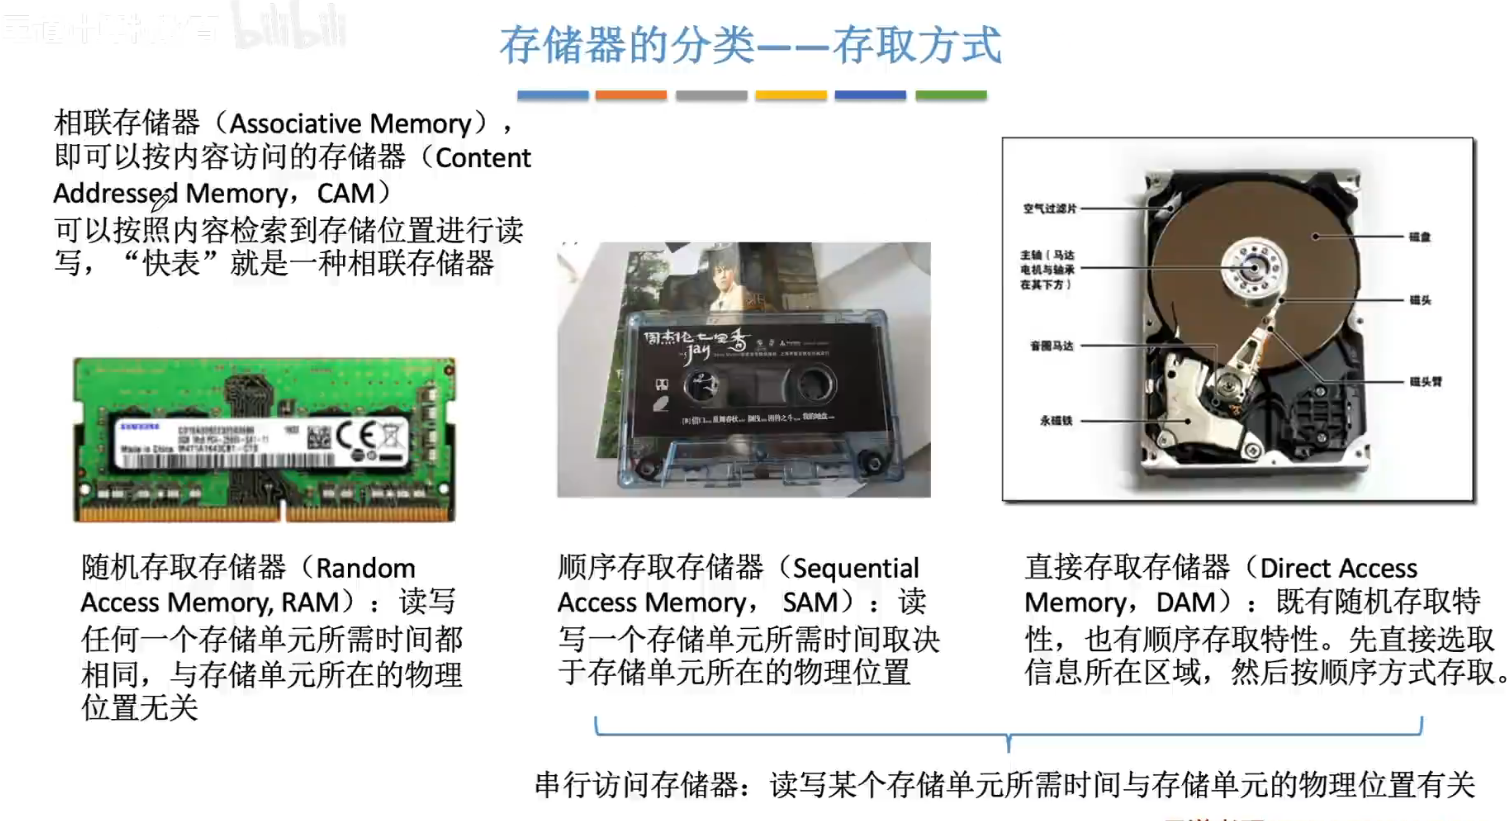 bilibili
存储器的分类——存取方式
相联存储器（Associative Memory），
即可以按内容访问的存储器（Content
Addressed Memory，CAM）
可以按照内容检索到存储位置进行读
写，“快表”就是一种相联存储器
SAMSUNG
Made in China
周杰伦七里香
jay
空气过滤片
主轴（马达
电机与轴承
在其下方）
音圈马达
永磁铁
磁盘
磁头
磁头臂
随机存取存储器（Random
Access Memory, RAM）：读写
任何一个存储单元所需时间都
相同，与存储单元所在的物理
位置无关
顺序存取存储器（Sequential
Access Memory， SAM）：读
写一个存储单元所需时间取决
于存储单元所在的物理位置
直接存取存储器（Direct Access
Memory，DAM）：既有随机存取特
性，也有顺序存取特性。先直接选取
信息所在区域，然后按顺序方式存取。
串行访问存储器：读写某个存储单元所需时间与存储单元的物理位置有关